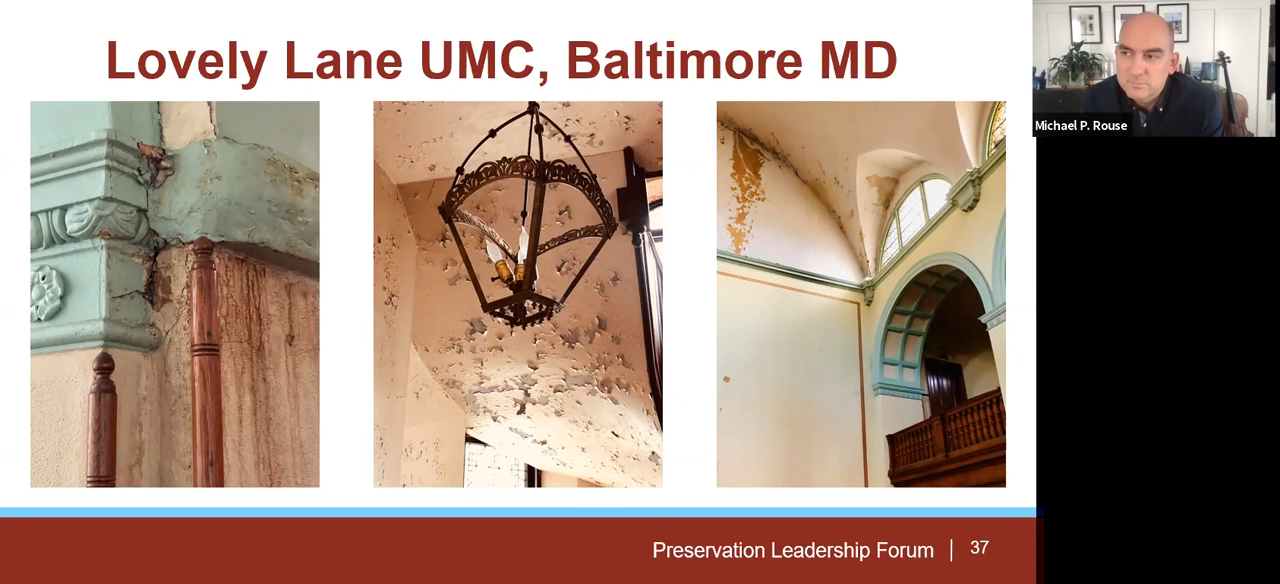 Lovely Lane UMC, Baltimore MD
Michael P. Rouse
Preservation Leadership Forum | 37